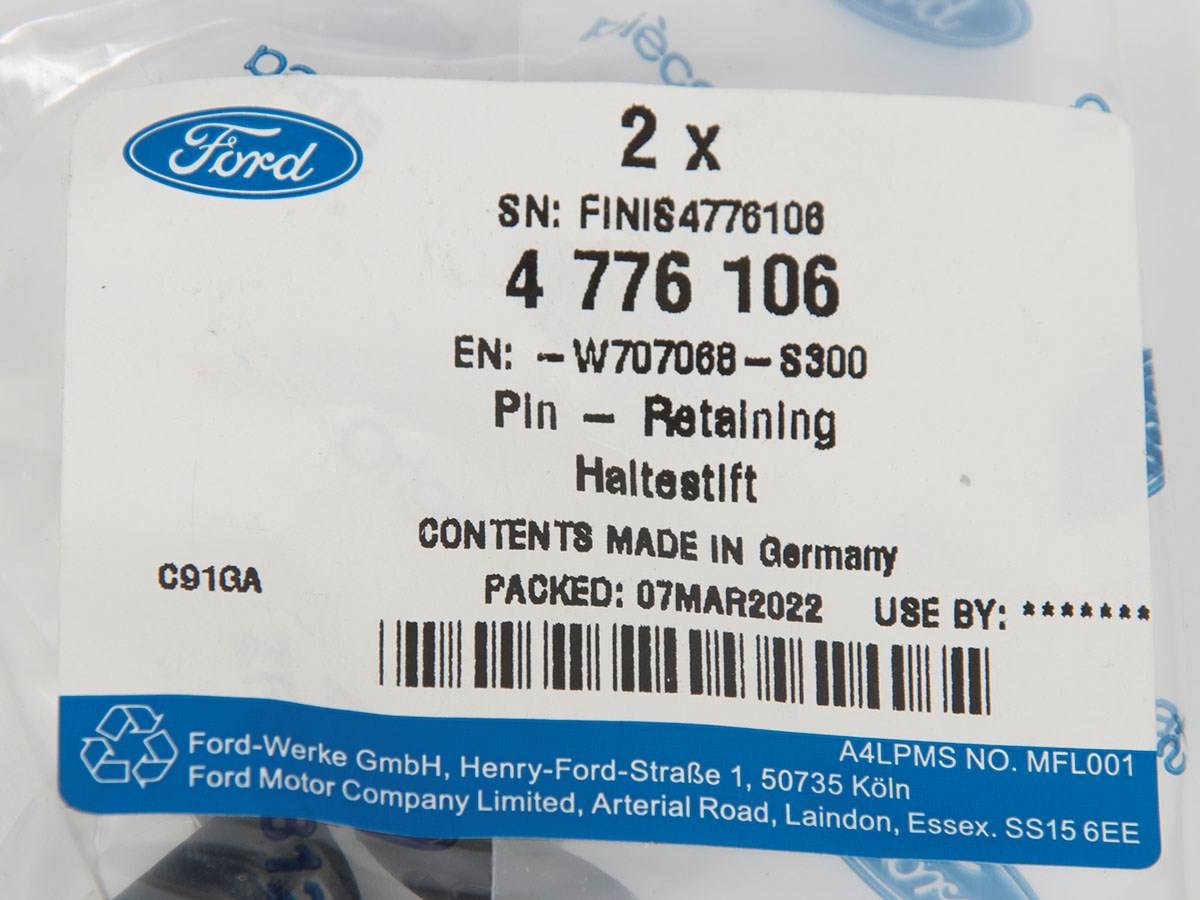 Ford
pièce
Ford
2 x
SN: FINIS4776106
4 776 106
EN: -W707068-S300
Pin - Retaining
Haltestift
CONTENTS MADE IN Germany
C91GA
PACKED: 07MAR2022 USE BY: *******
A4LPMS NO. MFL001
Ford-Werke GmbH, Henry-Ford-Straße 1, 50735 Köln
Ford Motor Company Limited, Arterial Road, Laindon, Essex. SS15 6EE